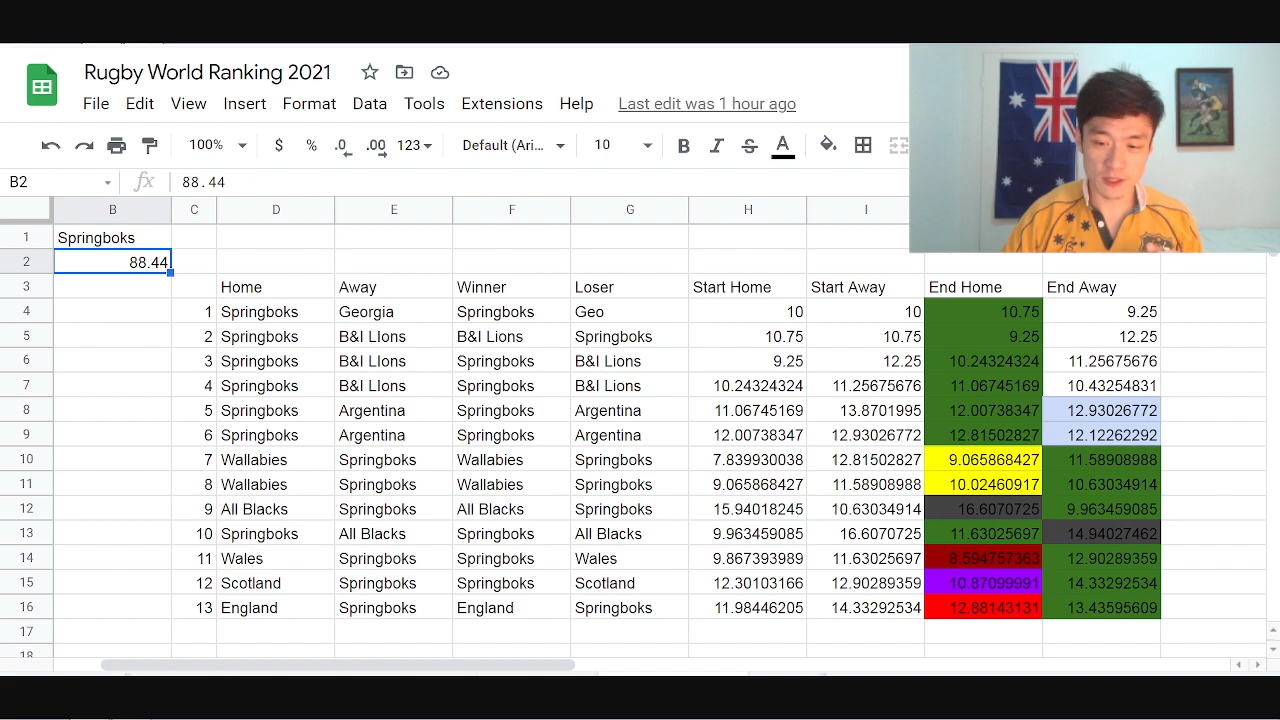 Rugby World Ranking 2021
File Edit View Insert Format Data Tools Extensions Help Last edit was 1 hour ago
100% $ % .0 .00 123 Default (Ari... 10 B I S A
B2 fx 88.44
B C D E F G H I
1 Springboks
2 88.44
3 Home Away Winner Loser Start Home Start Away End Home End Away
4 1 Springboks Georgia Springboks Geo 10 10 10.75 9.25
5 2 Springboks B&I LIons B&I Lions Springboks 10.75 10.75 9.25 12.25
6 3 Springboks B&I LIons Springboks B&I Lions 9.25 12.25 10.24324324 11.25675676
7 4 Springboks B&I LIons Springboks B&I Lions 10.24324324 11.25675676 11.06745169 10.43254831
8 5 Springboks Argentina Springboks Argentina 11.06745169 13.8701995 12.00738347 12.93026772
9 6 Springboks Argentina Springboks Argentina 12.00738347 12.93026772 12.81502827 12.12262292
10 7 Wallabies Springboks Wallabies Springboks 7.839930038 12.81502827 9.065868427 11.58908988
11 8 Wallabies Springboks Wallabies Springboks 9.065868427 11.58908988 10.02460917 10.63034914
12 9 All Blacks Springboks All Blacks Springboks 15.94018245 10.63034914 16.6070725 9.963459085
13 10 Springboks All Blacks Springboks All Blacks 9.963459085 16.6070725 11.63025697 14.94027462
14 11 Wales Springboks Springboks Wales 9.867393989 11.63025697 8.594757363 12.90289359
15 12 Scotland Springboks Springboks Scotland 12.30103166 12.90289359 10.87099991 14.33292534
16 13 England Springboks England Springboks 11.98446205 14.33292534 12.88143131 13.43595609
17
18